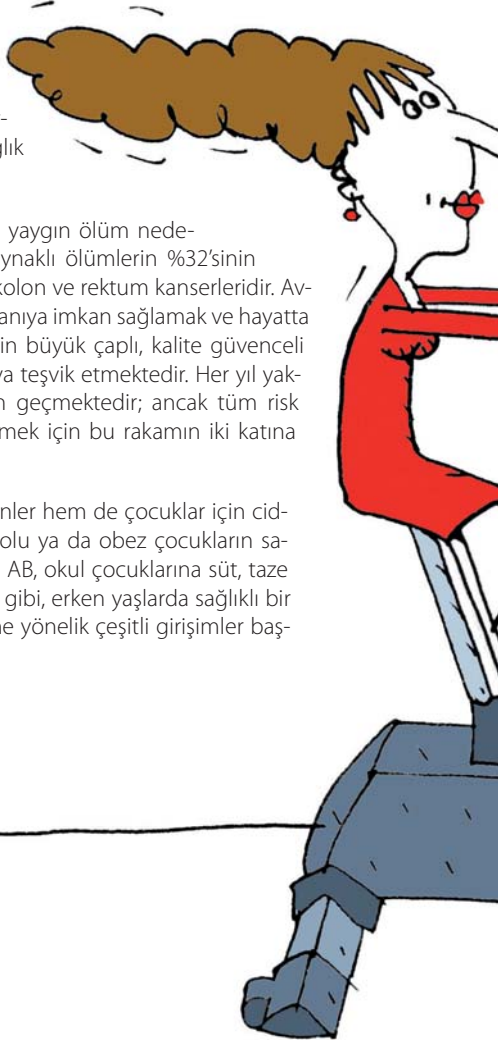 r-
ğlık
yaygın ölüm nede-
ynaklı ölümlerin %32’sinin
kolon ve rektum kanserleridir. Av-
anıya imkan sağlamak ve hayatta
in büyük çaplı, kalite güvenceli
ya teşvik etmektedir. Her yıl yak-
n geçmektedir; ancak tüm risk
mek için bu rakamın iki katına
nler hem de çocuklar için cid-
olu ya da obez çocukların sa-
AB, okul çocuklarına süt, taze
gibi, erken yaşlarda sağlıklı bir
ne yönelik çeşitli girişimler baş-